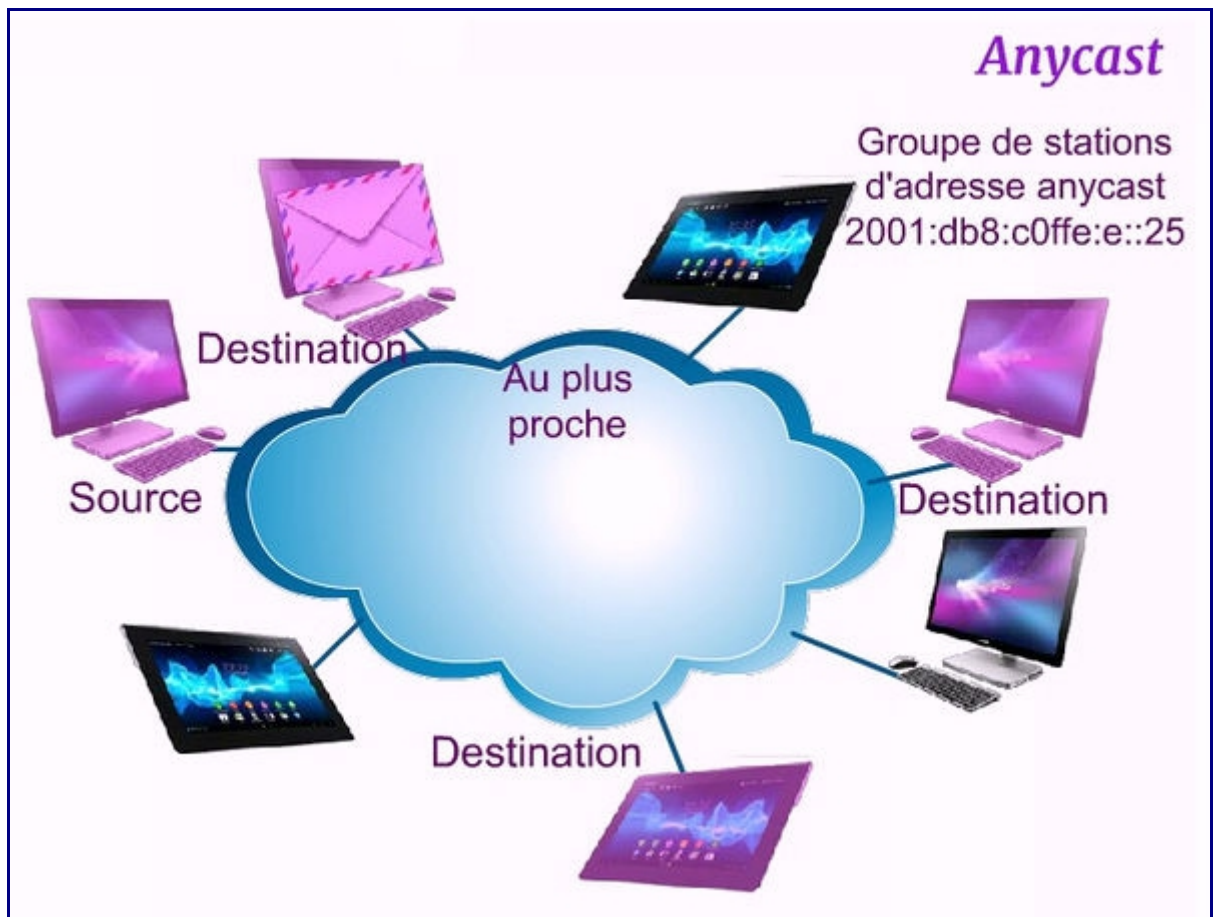 Anycast
Groupe de stations
d'adresse anycast
2001:db8:c0ffe:e::25
Destination
Au plus
proche
Source
Destination
Destination